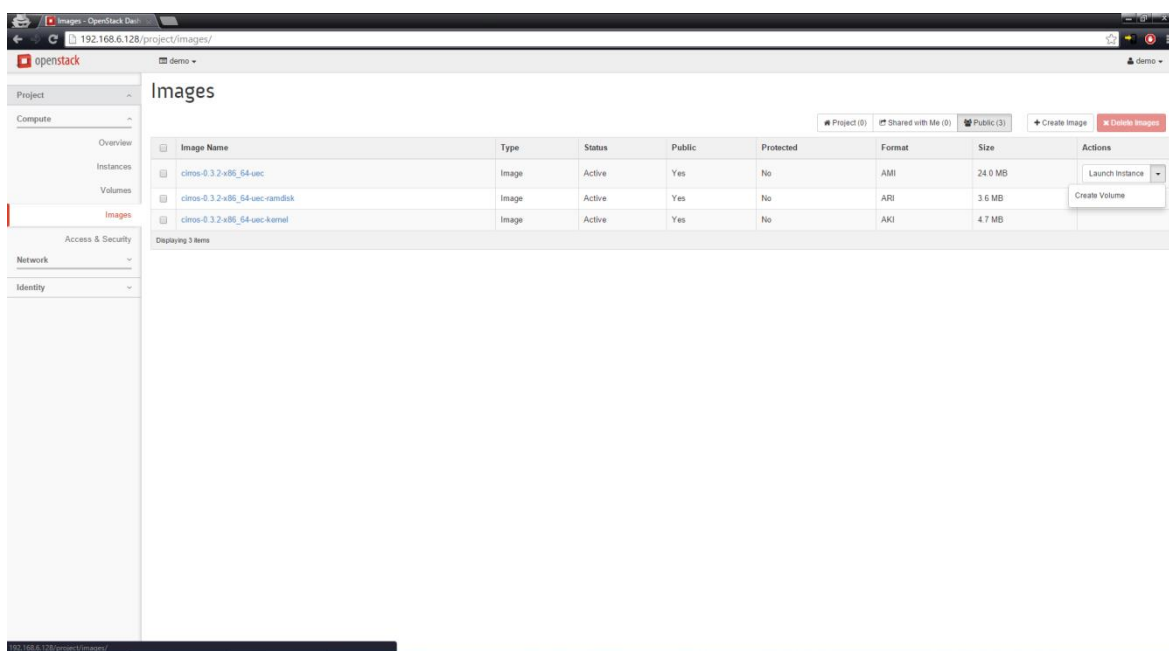 Images - OpenStack Dash
192.168.6.128/project/images/
openstack
demo
demo
Project
Compute
Overview
Instances
Volumes
Images
Access & Security
Network
Identity
Images
Project (0) Shared with Me (0) Public (3) + Create Image Delete Images
Image Name Type Status Public Protected Format Size Actions
cirros-0.3.2-x86_64-uec Image Active Yes No AMI 24.0 MB Launch Instance
Create Volume
cirros-0.3.2-x86_64-uec-ramdisk Image Active Yes No ARI 3.6 MB
cirros-0.3.2-x86_64-uec-kernel Image Active Yes No AKI 4.7 MB
Displaying 3 items
192.168.6.128/project/images/